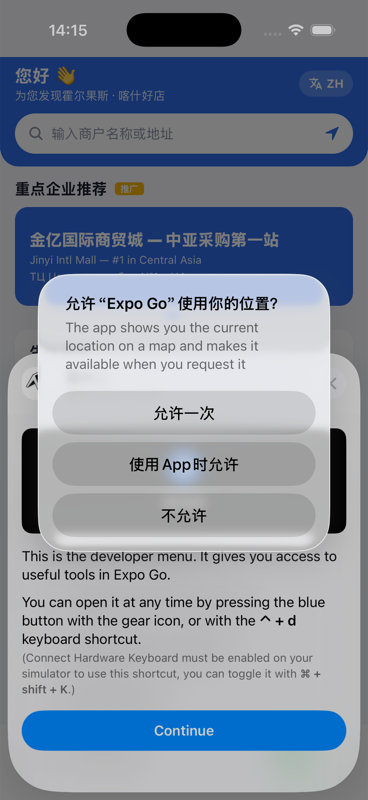 14:15
您好 👋
为您发现霍尔果斯 · 喀什好店
ZH
输入商户名称或地址
重点企业推荐 推广
金亿国际商贸城 — 中亚采购第一站
Jinyi Intl Mall — #1 in Central Asia
允许 “Expo Go” 使用你的位置?
The app shows you the current
location on a map and makes it
available when you request it
允许一次
使用 App 时允许
不允许
This is the developer menu. It gives you access to
useful tools in Expo Go.
You can open it at any time by pressing the blue
button with the gear icon, or with the ⌃ + d
keyboard shortcut.
(Connect Hardware Keyboard must be enabled on your
simulator to use this shortcut, you can toggle it with ⌘ +
shift + K.)
Continue